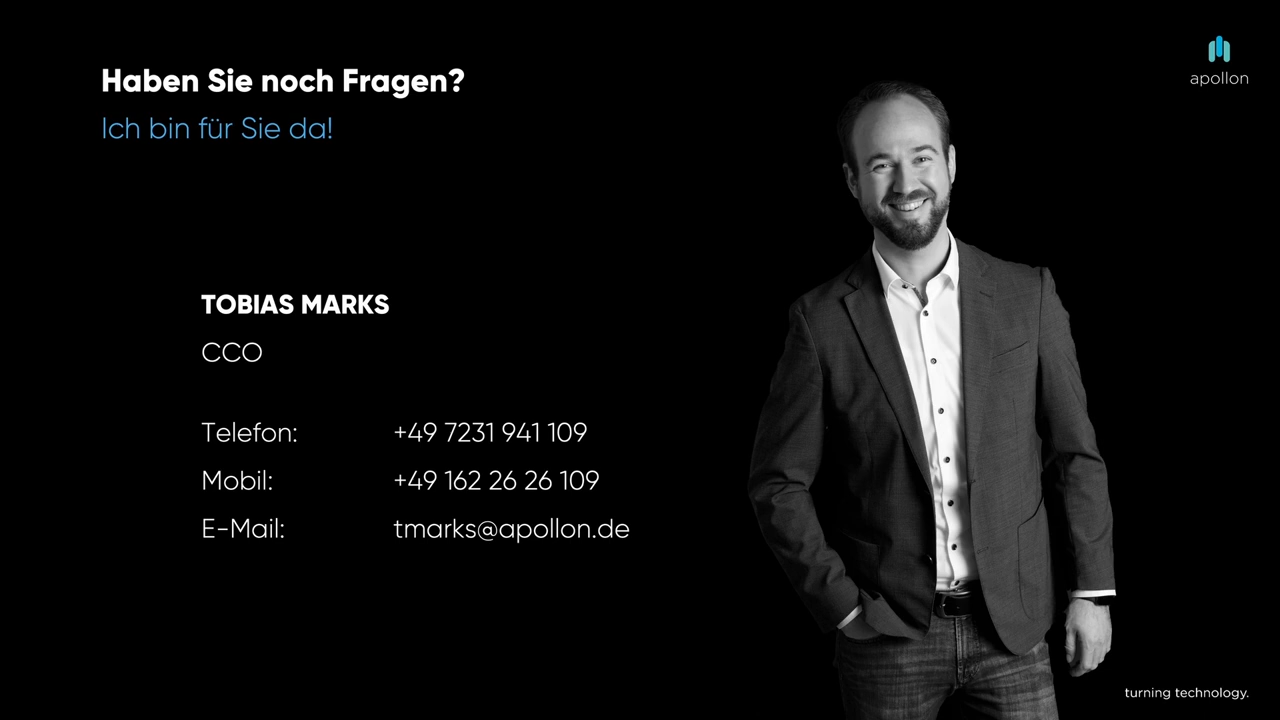 apollon
Haben Sie noch Fragen?
Ich bin für Sie da!
TOBIAS MARKS
CCO
Telefon: +49 7231 941 109
Mobil: +49 162 26 26 109
E-Mail: tmarks@apollon.de
turning technology.